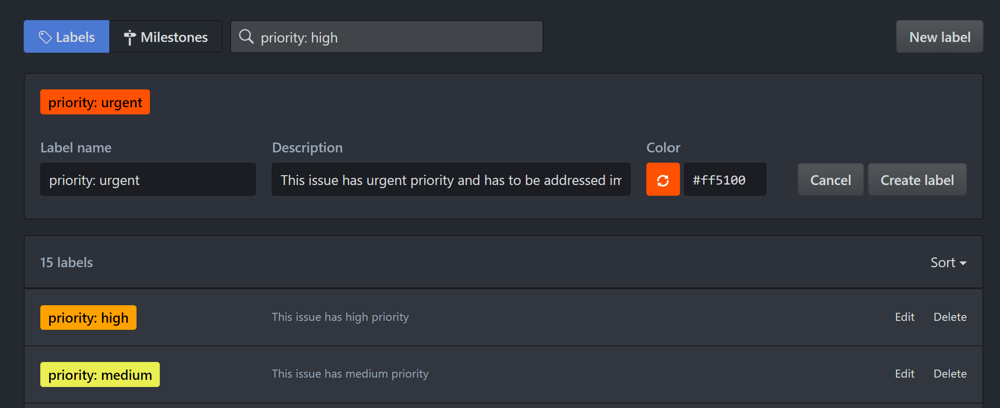 Labels Milestones priority: high New label
priority: urgent
Label name Description Color
priority: urgent This issue has urgent priority and has to be addressed #ff5100 Cancel Create label
15 labels Sort
priority: high This issue has high priority Edit Delete
priority: medium This issue has medium priority Edit Delete